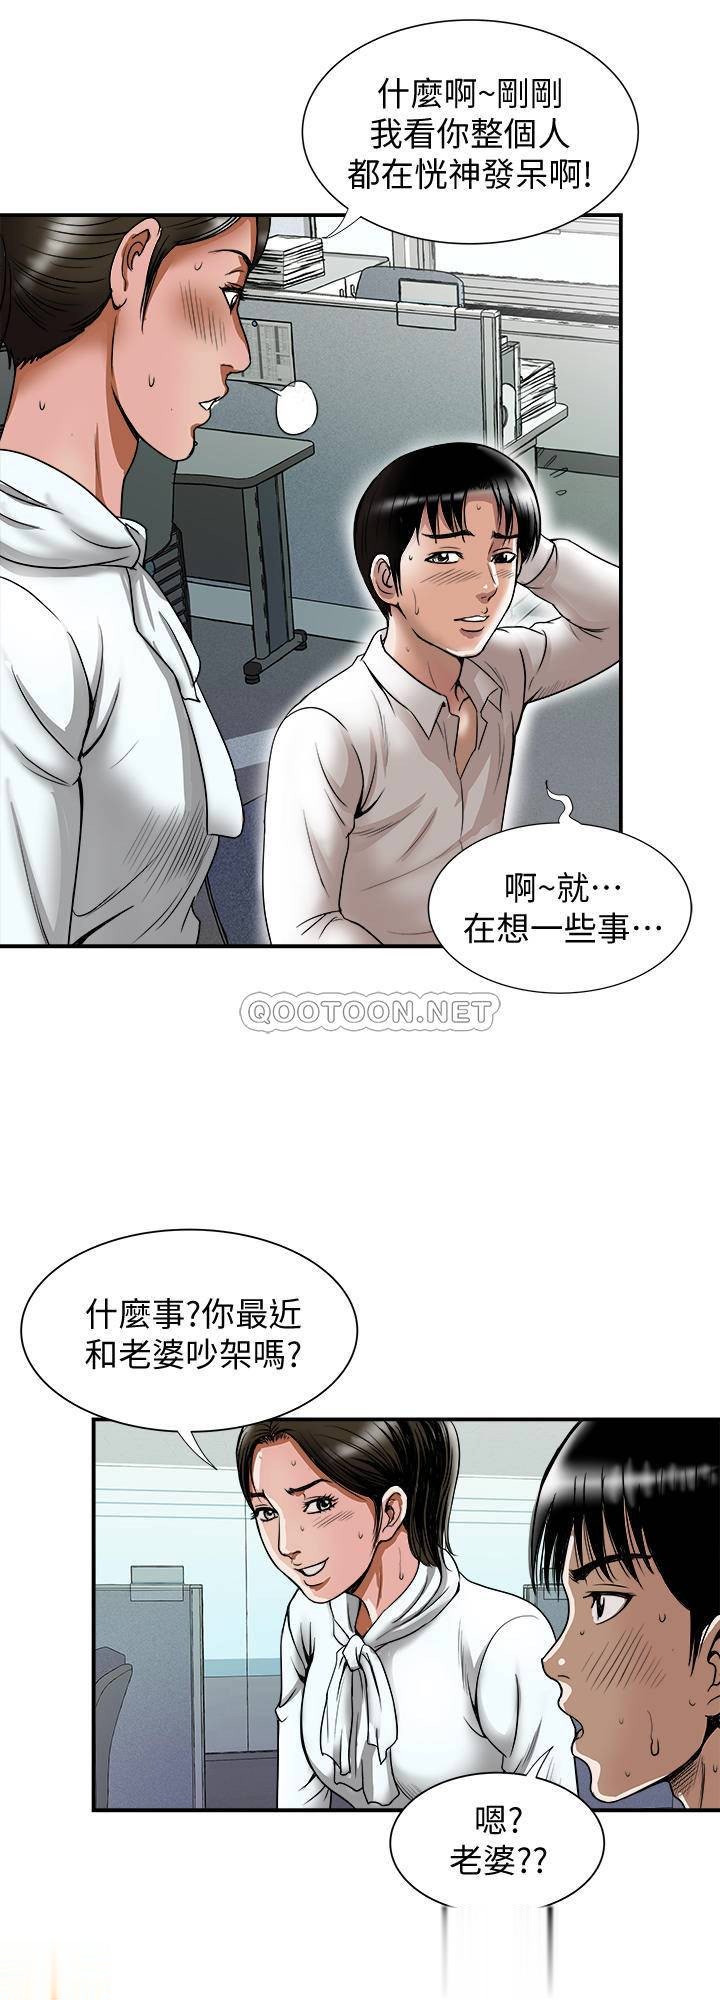 什麼啊~剛剛
我看你整個人
都在恍神發呆啊!
啊~就…
在想一些事…
QOOTOON.NET
什麼事?你最近
和老婆吵架嗎?
嗯?
老婆??